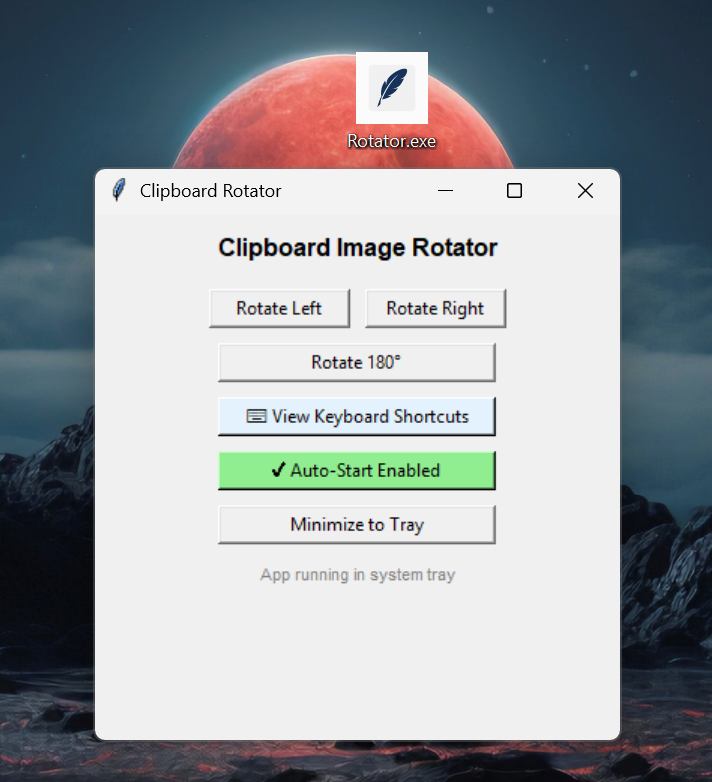 Rotator.exe
Clipboard Rotator
Clipboard Image Rotator
Rotate Left
Rotate Right
Rotate 180°
⌨ View Keyboard Shortcuts
✓ Auto-Start Enabled
Minimize to Tray
App running in system tray